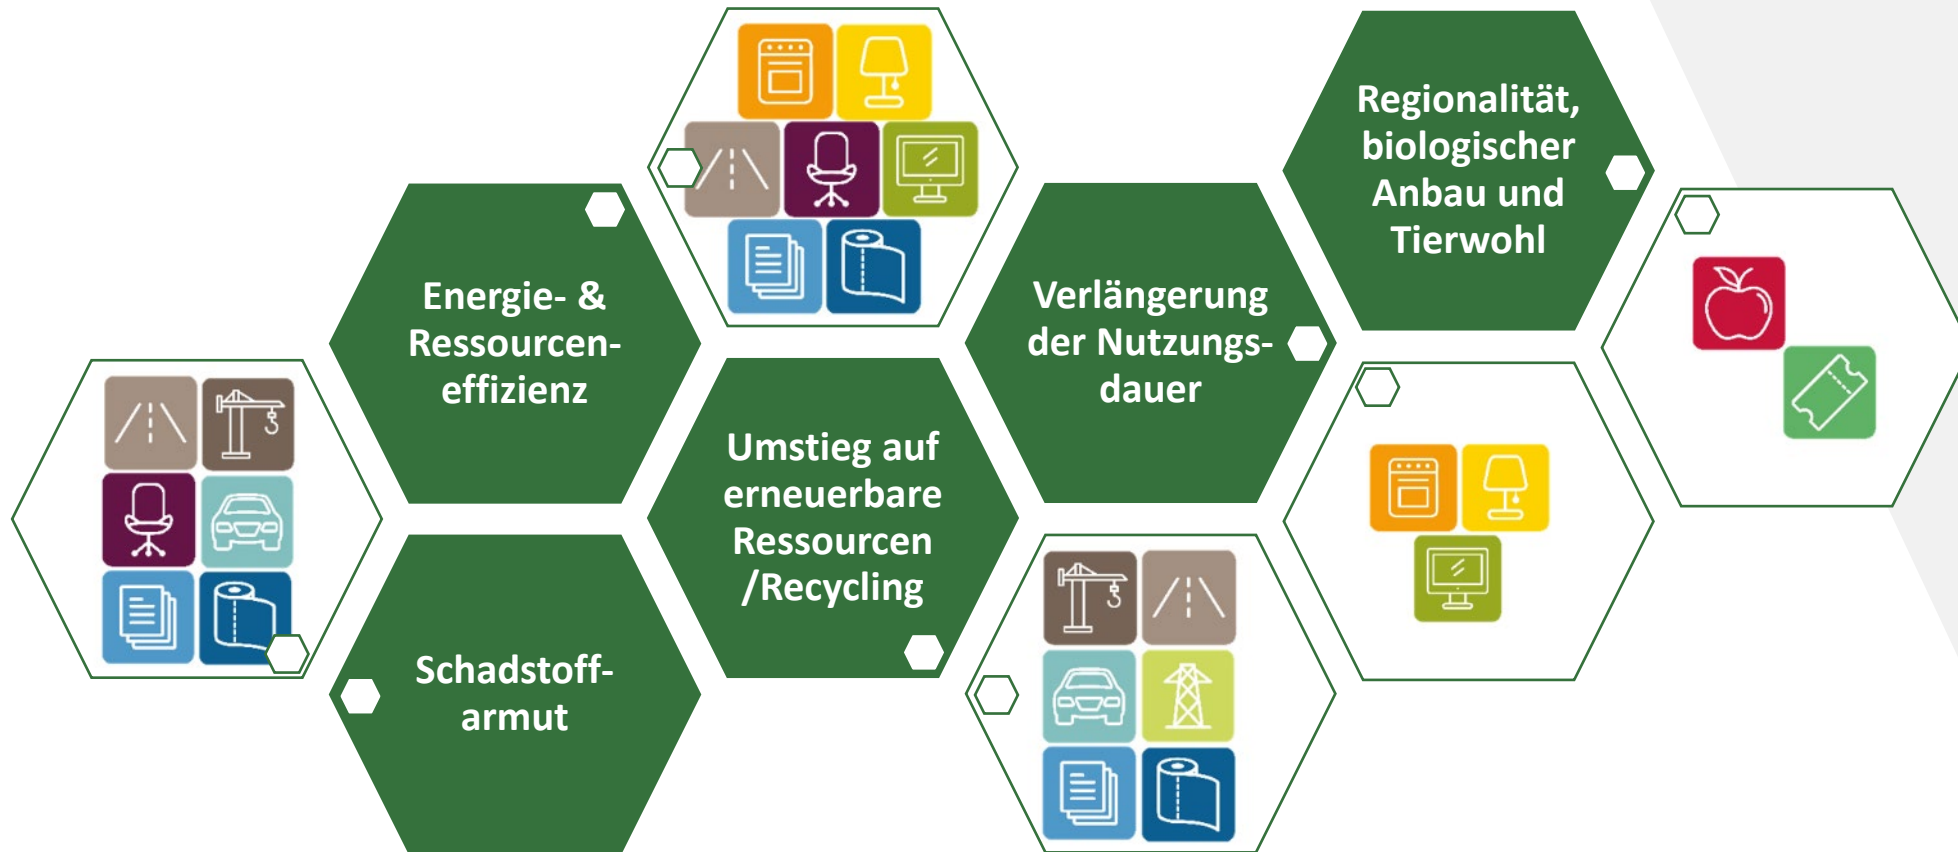 Energie- &
Ressourcen-
effizienz
Schadstoff-
armut
Umstieg auf
erneuerbare
Ressourcen
/Recycling
Verlängerung
der Nutzungs-
dauer
Regionalität,
biologischer
Anbau und
Tierwohl